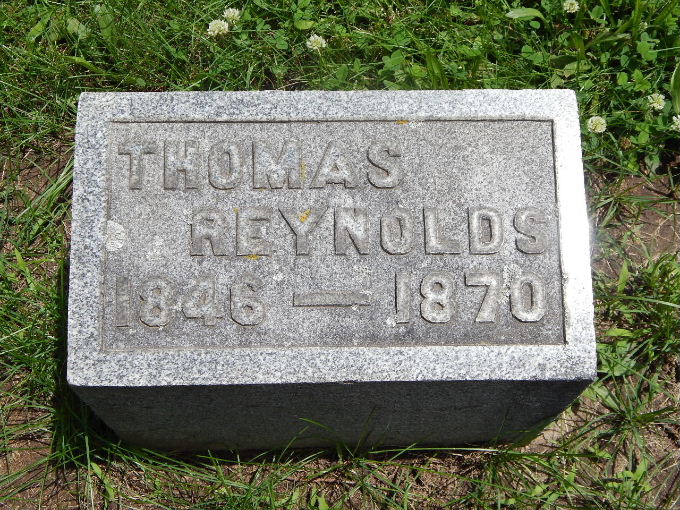 THOMAS
REYNOLDS
1846 — 1870